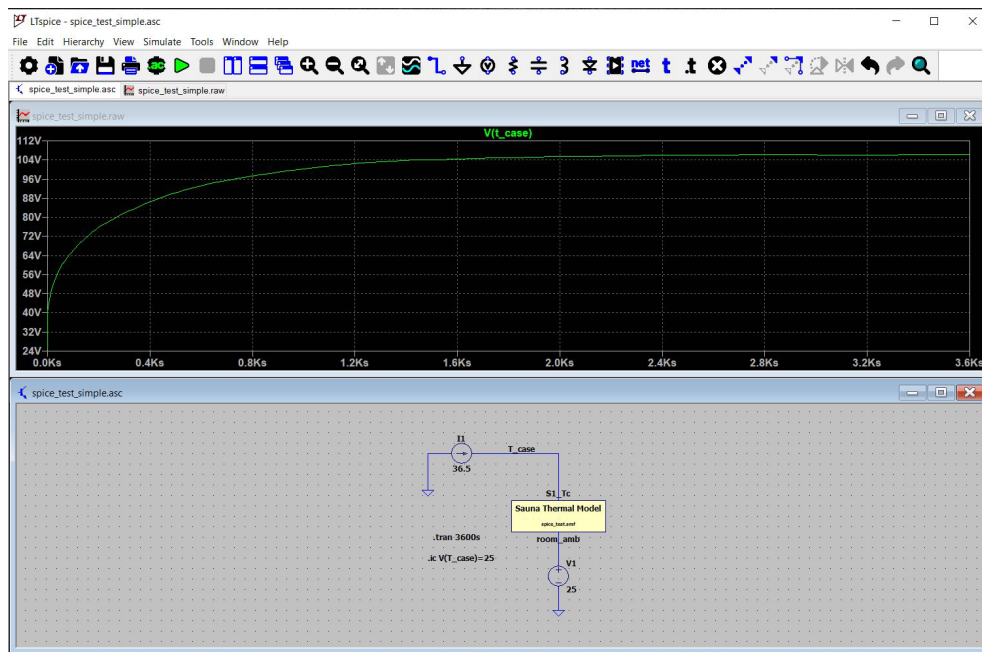 LTspice - spice_test_simple.asc
File Edit Hierarchy View Simulate Tools Window Help
.ac
net
t
.t
spice_test_simple.asc
spice_test_simple.raw
spice_test_simple.raw
V(t_case)
112V
104V
96V
88V
80V
72V
64V
56V
48V
40V
32V
24V
0.0Ks 0.4Ks 0.8Ks 1.2Ks 1.6Ks 2.0Ks 2.4Ks 2.8Ks 3.2Ks 3.6Ks
spice_test_simple.asc
I1
T_case
36.5
S1_Tc
Sauna Thermal Model
spice_test.smf
.tran 3600s
room_amb
.ic V(T_case)=25
V1
25